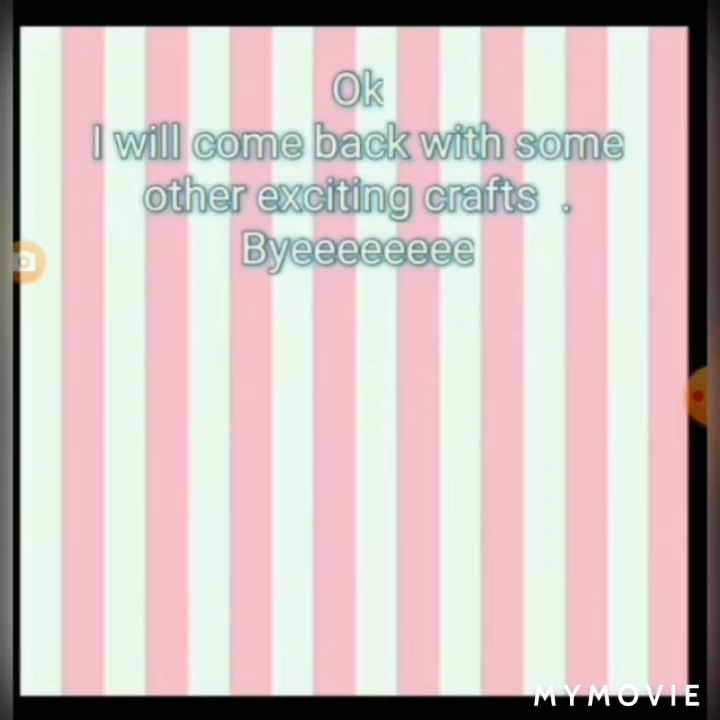 Ok
I will come back with some
other exciting crafts  .
Byeeeeeeee
MYMOVIE